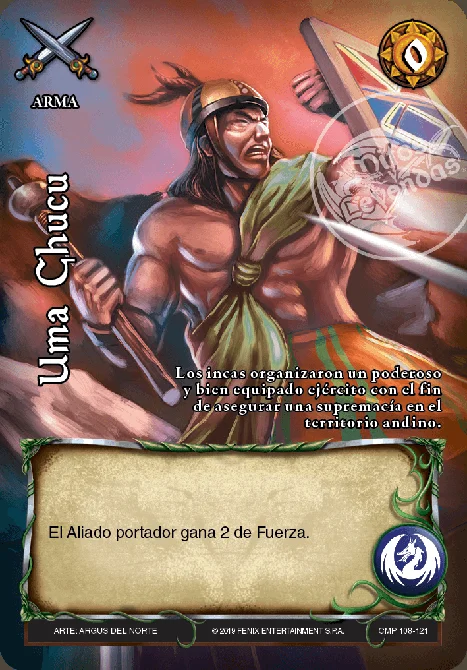 0
ARMA
Mitos y Leyendas
Uma Chucu
Los incas organizaron un poderoso
y bien equipado ejército con el fin
de asegurar una supremacía en el
territorio andino.
El Aliado portador gana 2 de Fuerza.
ARTE: ARGUS DEL NORTE
© 2019 FENIX ENTERTAINMENT S.P.A.
CMP 108-121